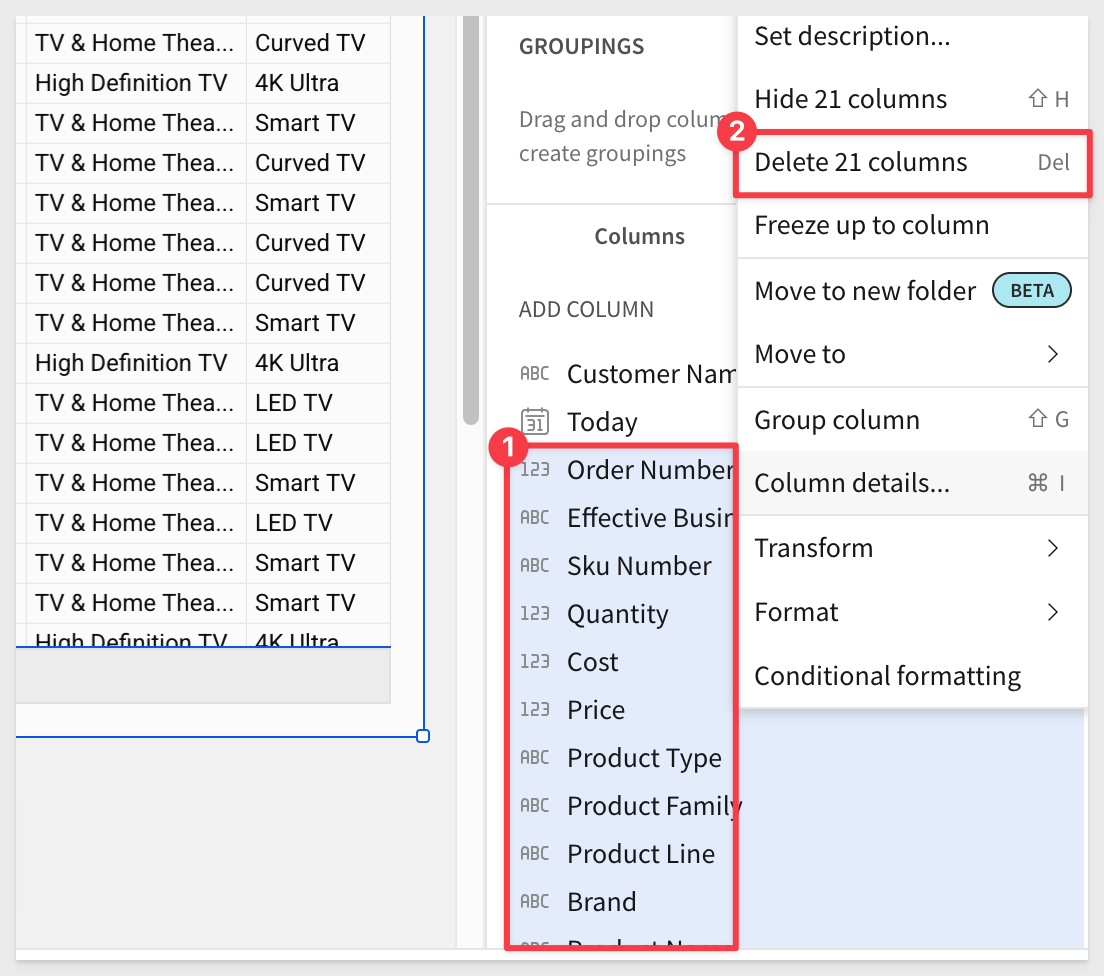 TV & Home Thea... Curved TV
High Definition TV 4K Ultra
TV & Home Thea... Smart TV
TV & Home Thea... Curved TV
TV & Home Thea... Smart TV
TV & Home Thea... Curved TV
TV & Home Thea... Curved TV
TV & Home Thea... Smart TV
High Definition TV 4K Ultra
TV & Home Thea... LED TV
TV & Home Thea... LED TV
TV & Home Thea... Smart TV
TV & Home Thea... LED TV
TV & Home Thea... Smart TV
TV & Home Thea... Smart TV
High Definition TV 4K Ultra
GROUPINGS
Drag and drop colum
create groupings
Columns
ADD COLUMN
ABC Customer Nam
31 Today
1
123 Order Number
ABC Effective Busin
ABC Sku Number
123 Quantity
123 Cost
123 Price
ABC Product Type
ABC Product Family
ABC Product Line
ABC Brand
ABC Product Nam
Set description...
Hide 21 columns ⇧ H
2
Delete 21 columns Del
Freeze up to column
Move to new folder BETA
Move to
Group column ⇧ G
Column details... ⌘ I
Transform
Format
Conditional formatting